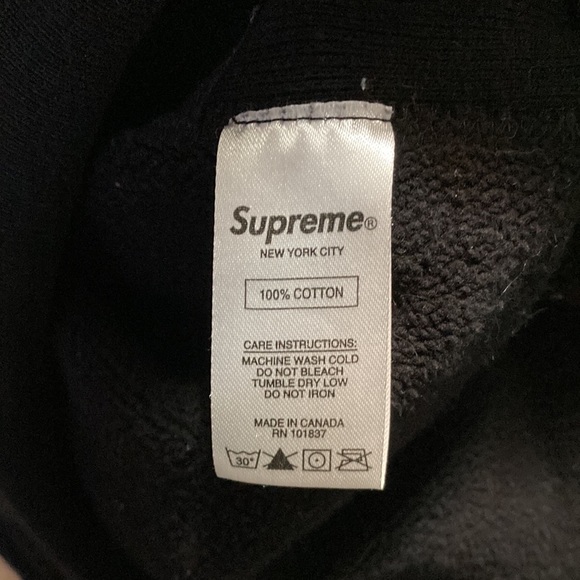 Supreme®
NEW YORK CITY
100% COTTON
CARE INSTRUCTIONS:
MACHINE WASH COLD
DO NOT BLEACH
TUMBLE DRY LOW
DO NOT IRON
MADE IN CANADA
RN 101837
30°